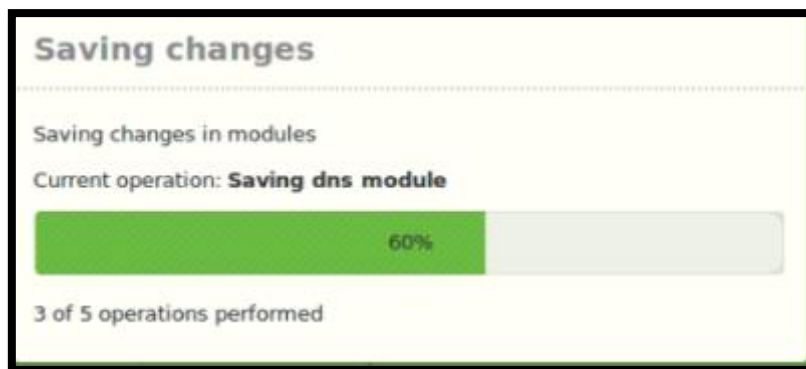 Saving changes
Saving changes in modules
Current operation: Saving dns module
60%
3 of 5 operations performed